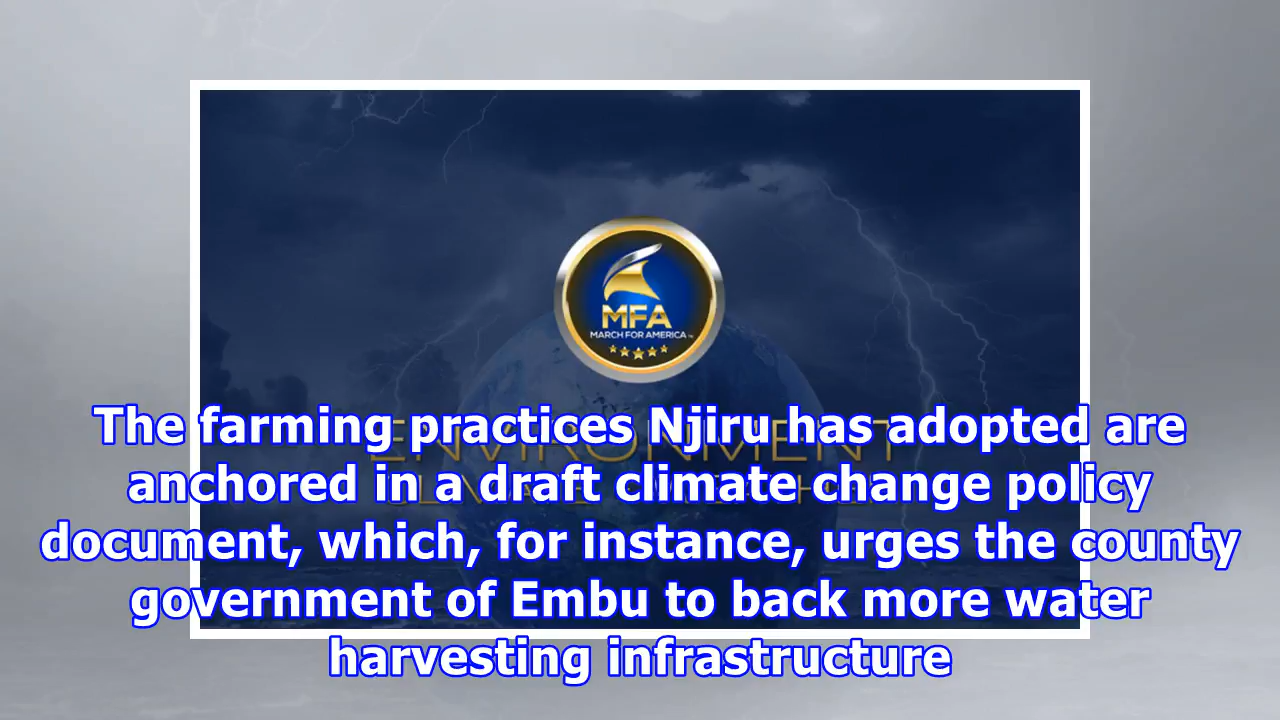 MFA
MARCH FOR AMERICA
ENVIRONMENT
The farming practices Njiru has adopted are
anchored in a draft climate change policy
document, which, for instance, urges the county
government of Embu to back more water
harvesting infrastructure